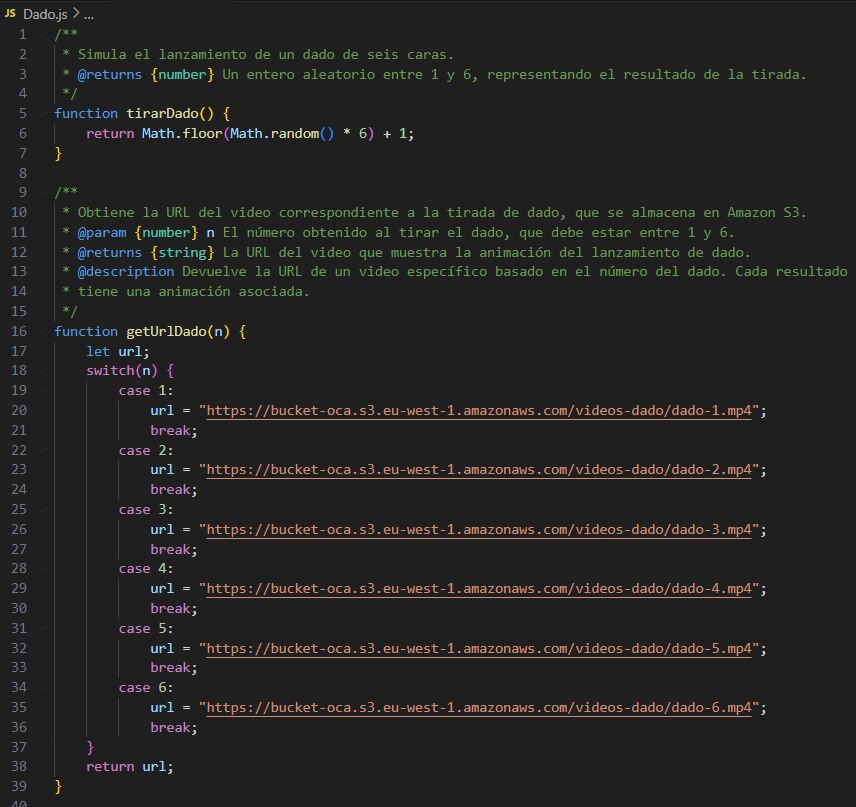 JS Dado.js > ...
1 /**
2 * Simula el lanzamiento de un dado de seis caras.
3 * @returns {number} Un entero aleatorio entre 1 y 6, representando el resultado de la tirada.
4 */
5 function tirarDado() {
6 return Math.floor(Math.random() * 6) + 1;
7 }
8
9 /**
10 * Obtiene la URL del video correspondiente a la tirada de dado, que se almacena en Amazon S3.
11 * @param {number} n El número obtenido al tirar el dado, que debe estar entre 1 y 6.
12 * @returns {string} La URL del video que muestra la animación del lanzamiento de dado.
13 * @description Devuelve la URL de un video específico basado en el número del dado. Cada resultado
14 * tiene una animación asociada.
15 */
16 function getUrlDado(n) {
17 let url;
18 switch(n) {
19 case 1:
20 url = "https://bucket-oca.s3.eu-west-1.amazonaws.com/videos-dado/dado-1.mp4";
21 break;
22 case 2:
23 url = "https://bucket-oca.s3.eu-west-1.amazonaws.com/videos-dado/dado-2.mp4";
24 break;
25 case 3:
26 url = "https://bucket-oca.s3.eu-west-1.amazonaws.com/videos-dado/dado-3.mp4";
27 break;
28 case 4:
29 url = "https://bucket-oca.s3.eu-west-1.amazonaws.com/videos-dado/dado-4.mp4";
30 break;
31 case 5:
32 url = "https://bucket-oca.s3.eu-west-1.amazonaws.com/videos-dado/dado-5.mp4";
33 break;
34 case 6:
35 url = "https://bucket-oca.s3.eu-west-1.amazonaws.com/videos-dado/dado-6.mp4";
36 break;
37 }
38 return url;
39 }
40